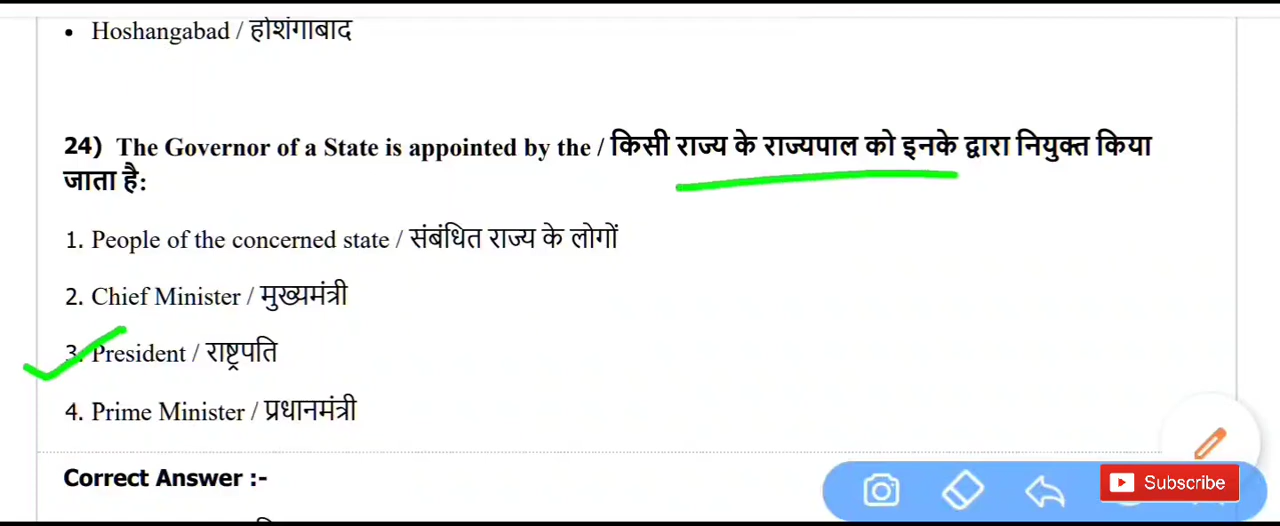 • Hoshangabad / होशंगाबाद
24) The Governor of a State is appointed by the / किसी राज्य के राज्यपाल को इनके द्वारा नियुक्त किया
जाता है:
1. People of the concerned state / संबंधित राज्य के लोगों
2. Chief Minister / मुख्यमंत्री
3. President / राष्ट्रपति
4. Prime Minister / प्रधानमंत्री
Correct Answer :-
Subscribe